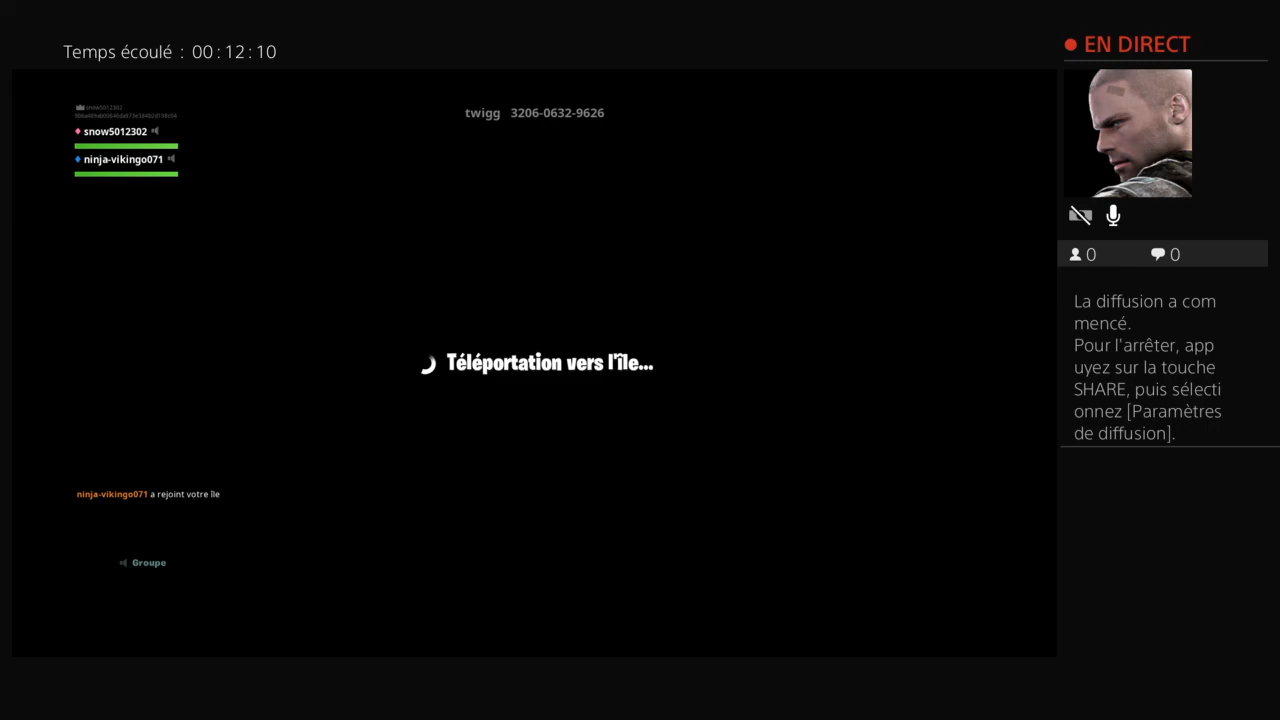 Temps écoulé : 00:12:10
EN DIRECT
snow5012302
snow5012302
ninja-vikingo071
twigg 3206-0632-9626
0 0
La diffusion a com
mencé.
Pour l'arrêter, app
uyez sur la touche
SHARE, puis sélecti
onnez [Paramètres
de diffusion].
Téléportation vers l'île...
ninja-vikingo071 a rejoint votre île
Groupe